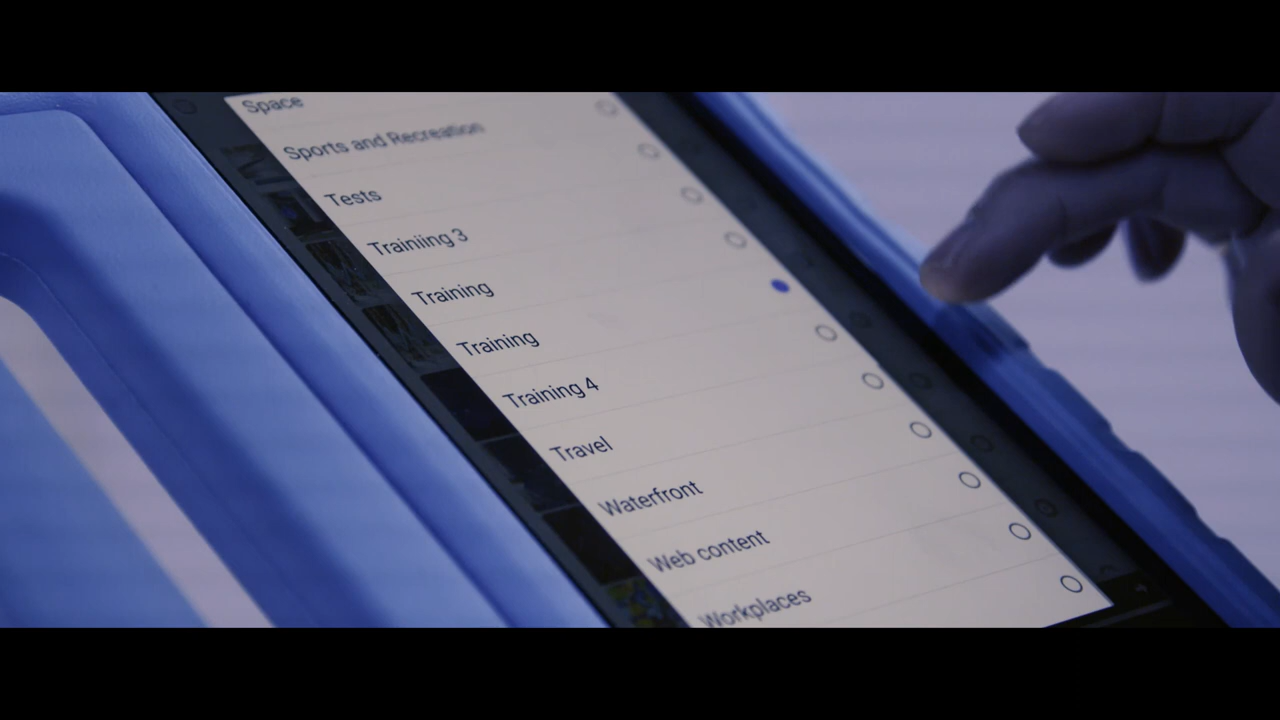 Space
Sports and Recreation
Tests
Trainiing 3
Training
Training
Training 4
Travel
Waterfront
Web content
Workplaces